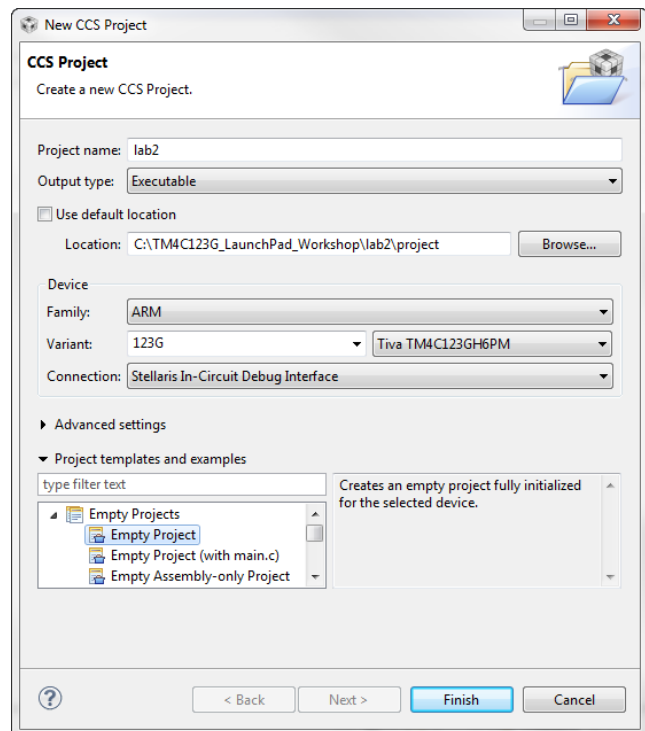 New CCS Project
CCS Project
Create a new CCS Project.
Project name: lab2
Output type: Executable
Use default location
Location: C:\TM4C123G_LaunchPad_Workshop\lab2\project Browse...
Device
Family: ARM
Variant: 123G Tiva TM4C123GH6PM
Connection: Stellaris In-Circuit Debug Interface
Advanced settings
Project templates and examples
type filter text
Empty Projects
Empty Project
Empty Project (with main.c)
Empty Assembly-only Project
Creates an empty project fully initialized
for the selected device.
? < Back Next > Finish Cancel